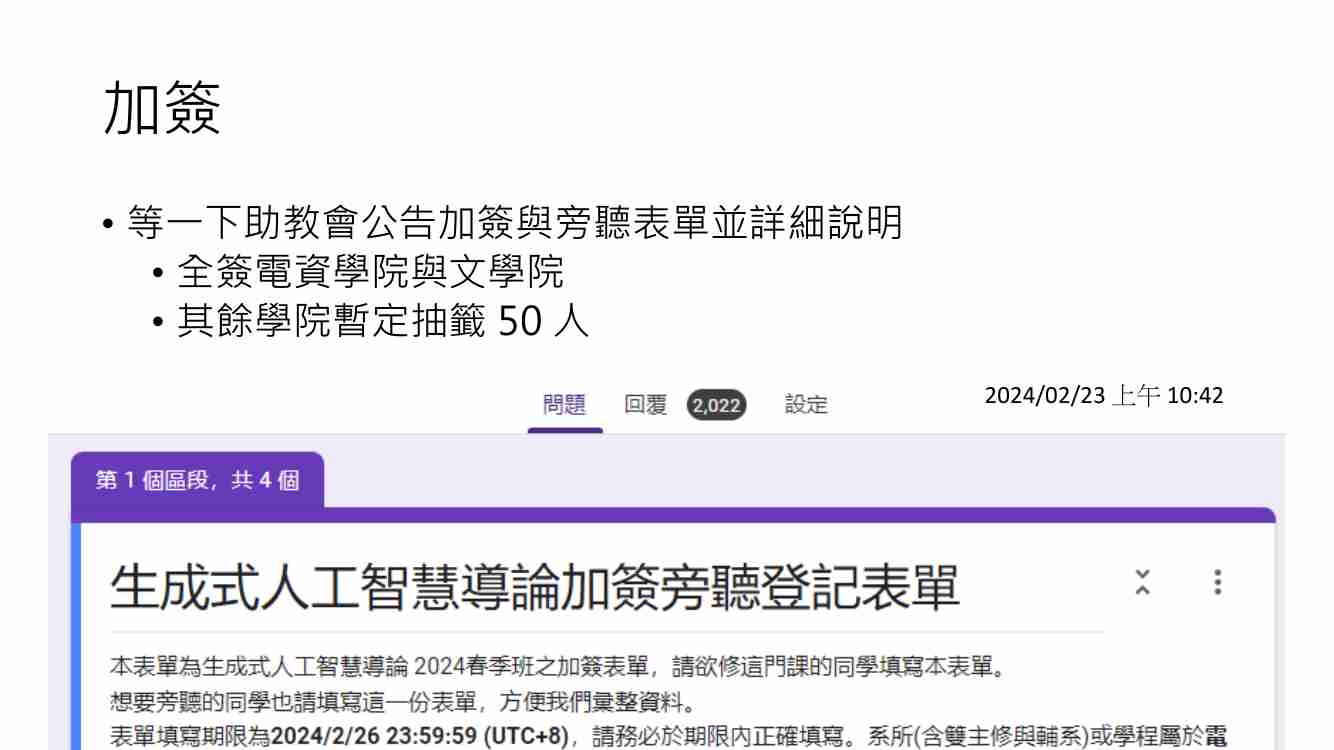 加簽
• 等一下助教會公告加簽與旁聽表單並詳細說明
• 全簽電資學院與文學院
• 其餘學院暫定抽籤 50 人
問題 回覆 2,022 設定
2024/02/23 上午 10:42
第 1 個區段，共 4 個
生成式人工智慧導論加簽旁聽登記表單
本表單為生成式人工智慧導論 2024春季班之加簽表單，請欲修這門課的同學填寫本表單。
想要旁聽的同學也請填寫這一份表單，方便我們彙整資料。
表單填寫期限為2024/2/26 23:59:59 (UTC+8)，請務必於期限內正確填寫。系所(含雙主修與輔系)或學程屬於電